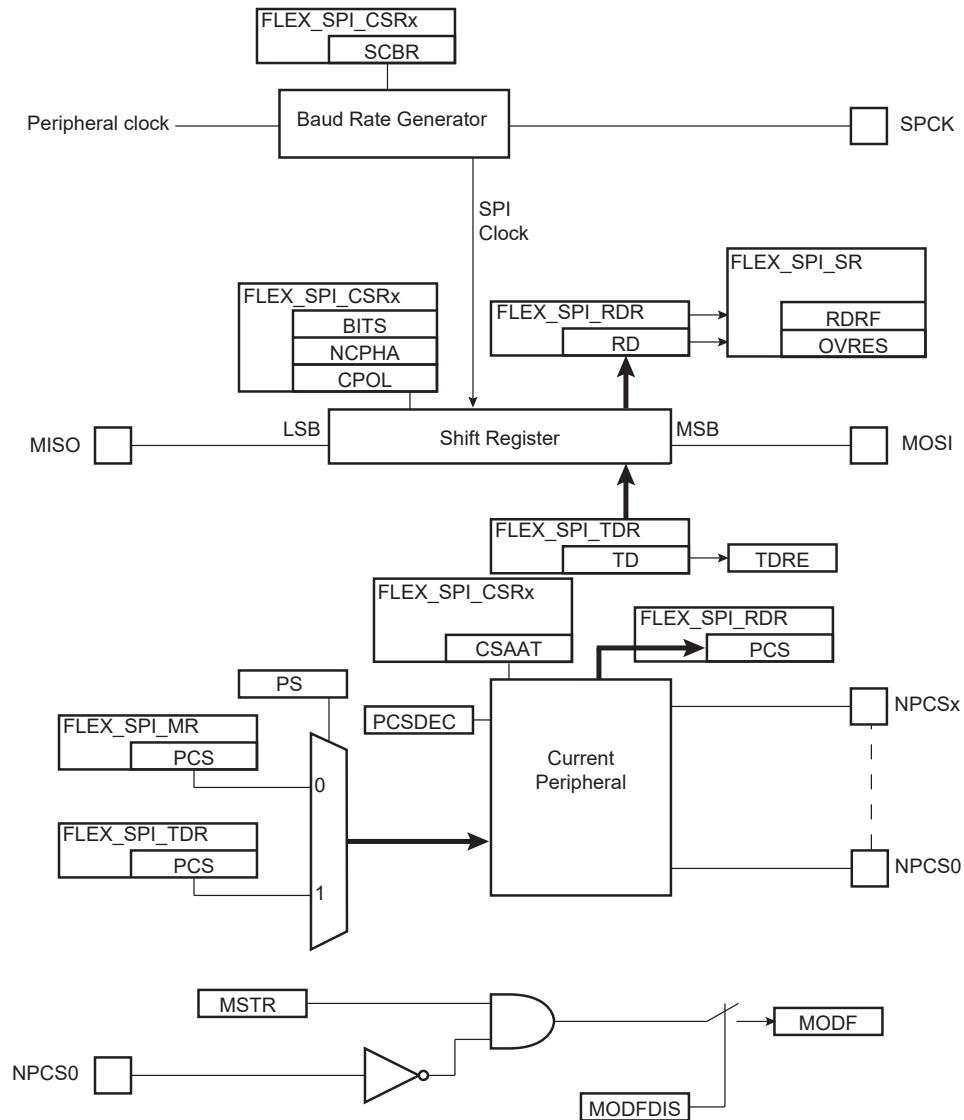 FLEX_SPI_CSRx
SCBR
Peripheral clock
Baud Rate Generator
SPCK
SPI
Clock
FLEX_SPI_SR
FLEX_SPI_CSRx
FLEX_SPI_RDR
BITS
RDRF
NCPHA
RD
OVRES
CPOL
MISO
LSB
Shift Register
MSB
MOSI
FLEX_SPI_TDR
TD
TDRE
FLEX_SPI_CSRx
CSAAT
FLEX_SPI_RDR
PCS
PS
FLEX_SPI_MR
PCS
PCSDEC
NPCSx
0
Current
Peripheral
FLEX_SPI_TDR
PCS
1
NPCS0
MSTR
MODF
NPCS0
MODFDIS